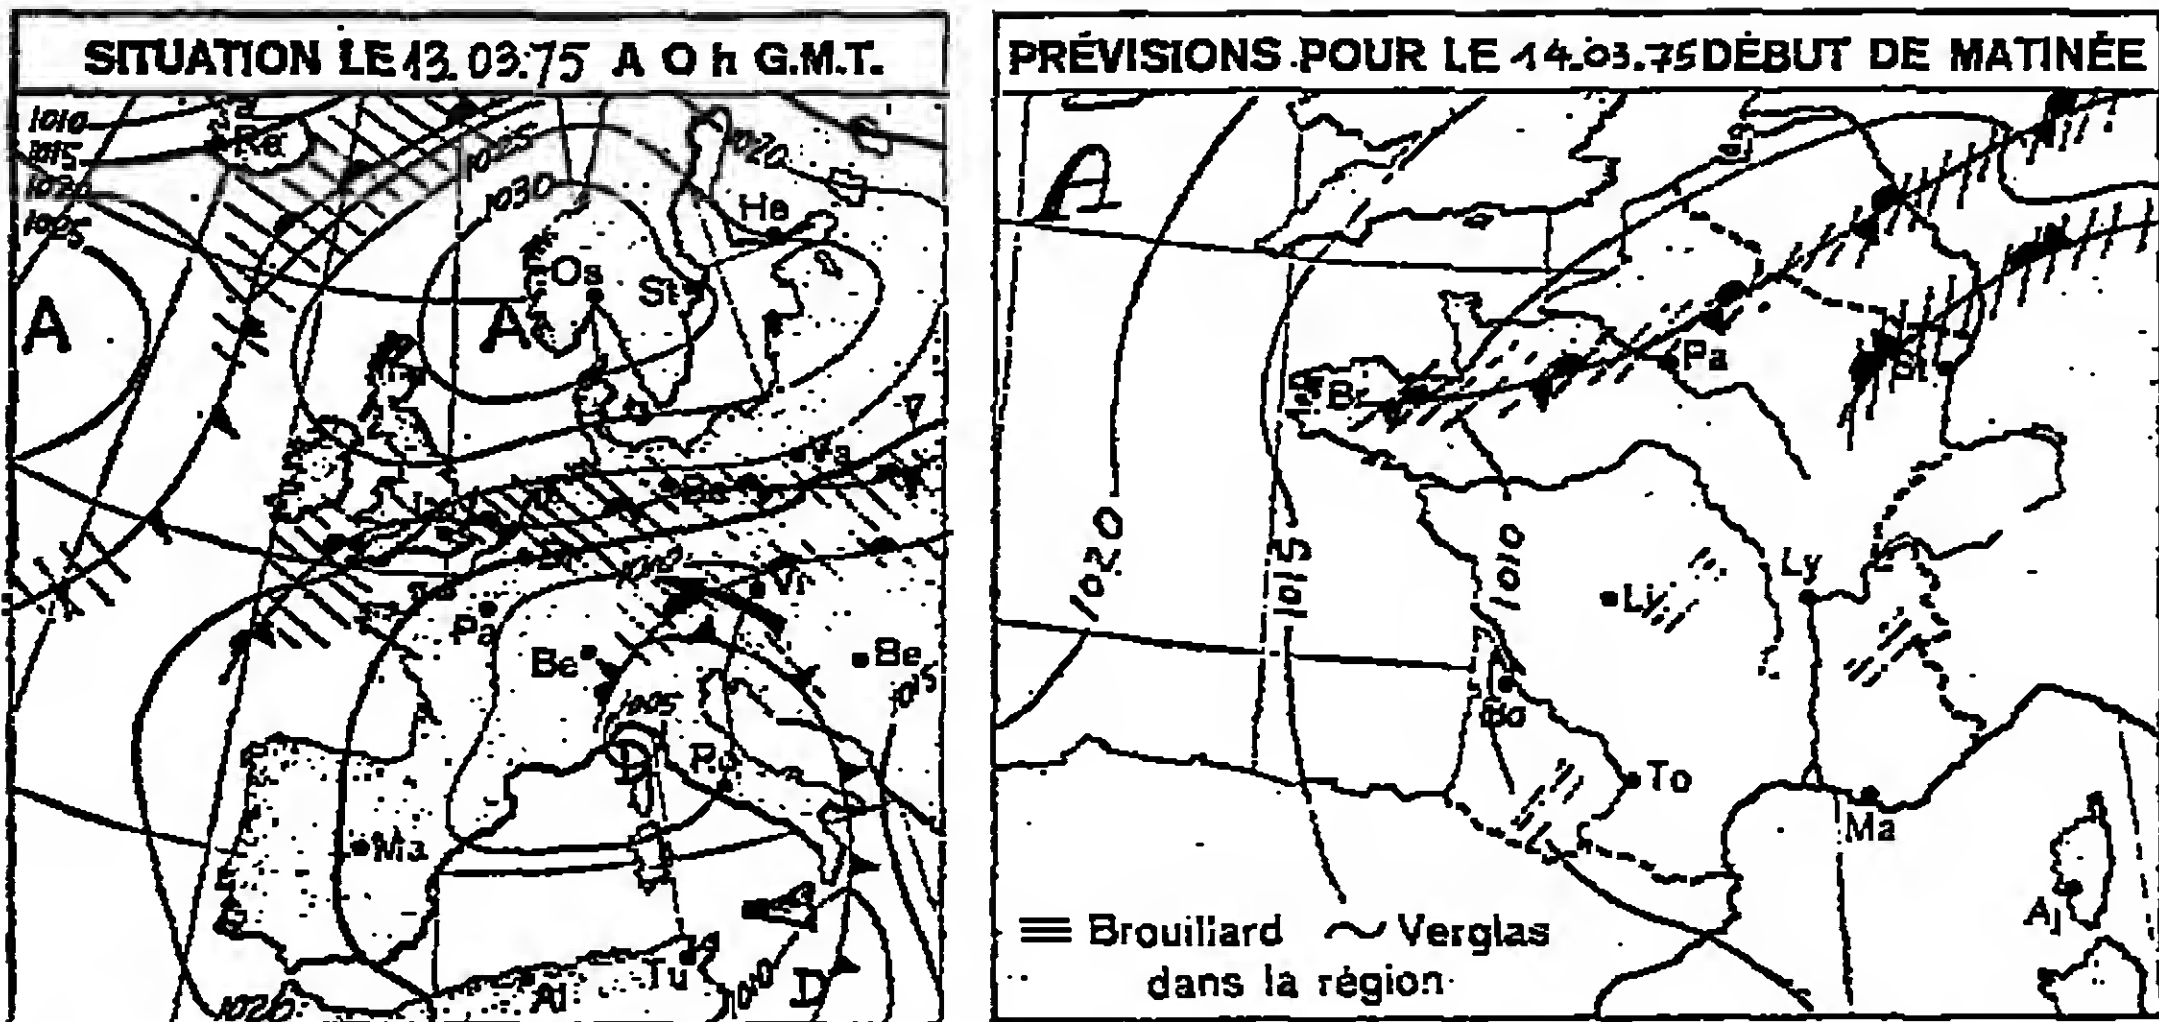 SITUATION LE 13.03.75 A O h G.M.T.
1010
1015
1020
1025
Re
1025
1030
1020
He
Os
St
A
A
Va
Pa
Vi
Be
Be
1015
1005
D
Ro
Ma
Al
Tu
1010
D
1020
PRÉVISIONS POUR LE 14.03.75 DÉBUT DE MATINÉE
A
Pa
Br
St
1020
1015
1010
Li
Ly
Bo
To
Ma
Aj
Brouillard
Verglas
dans la région